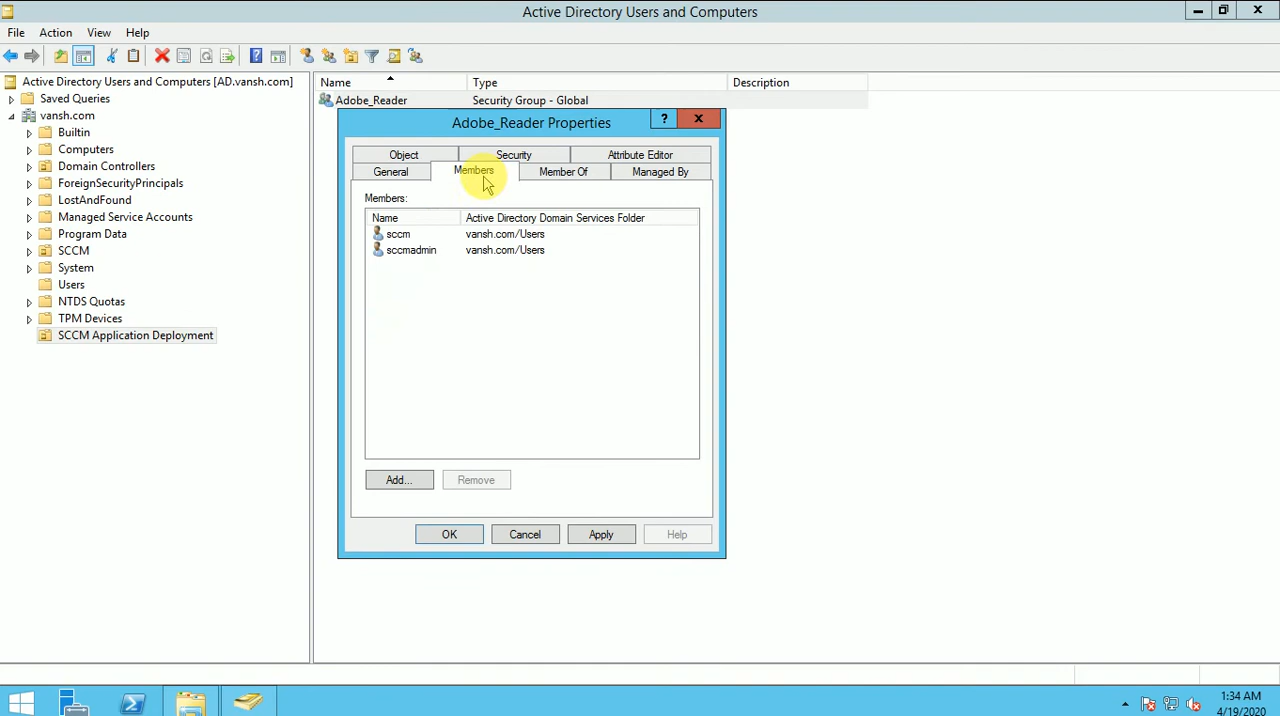 Active Directory Users and Computers
File Action View Help
Active Directory Users and Computers [AD.vansh.com]
Saved Queries
vansh.com
Builtin
Computers
Domain Controllers
ForeignSecurityPrincipals
LostAndFound
Managed Service Accounts
Program Data
SCCM
System
Users
NTDS Quotas
TPM Devices
SCCM Application Deployment
Name Type Description
Adobe_Reader Security Group - Global
Adobe_Reader Properties
? X
Object Security Attribute Editor
General Members Member Of Managed By
Members:
Name Active Directory Domain Services Folder
sccm vansh.com/Users
sccmadmin vansh.com/Users
Add... Remove
OK Cancel Apply Help
1:34 AM
4/19/2020